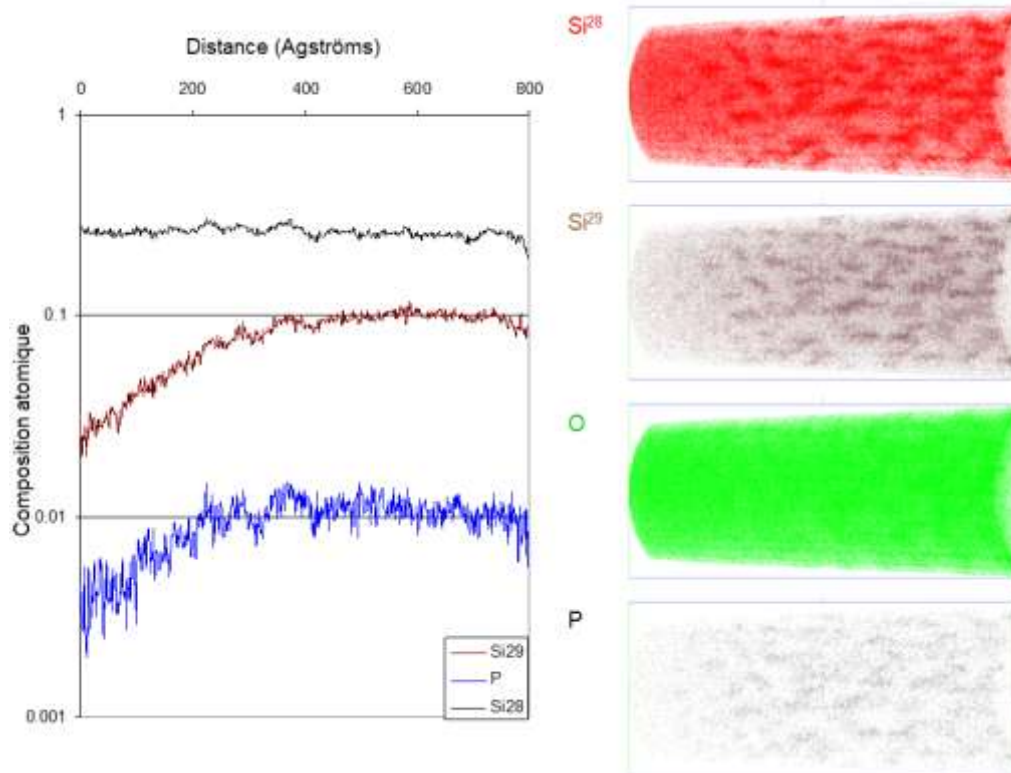 Distance (Agströms)
0 200 400 600 800
1
0.1
0.01
0.001
Composition atomique
Si29
P
Si28
Si²⁸
Si²⁹
O
P